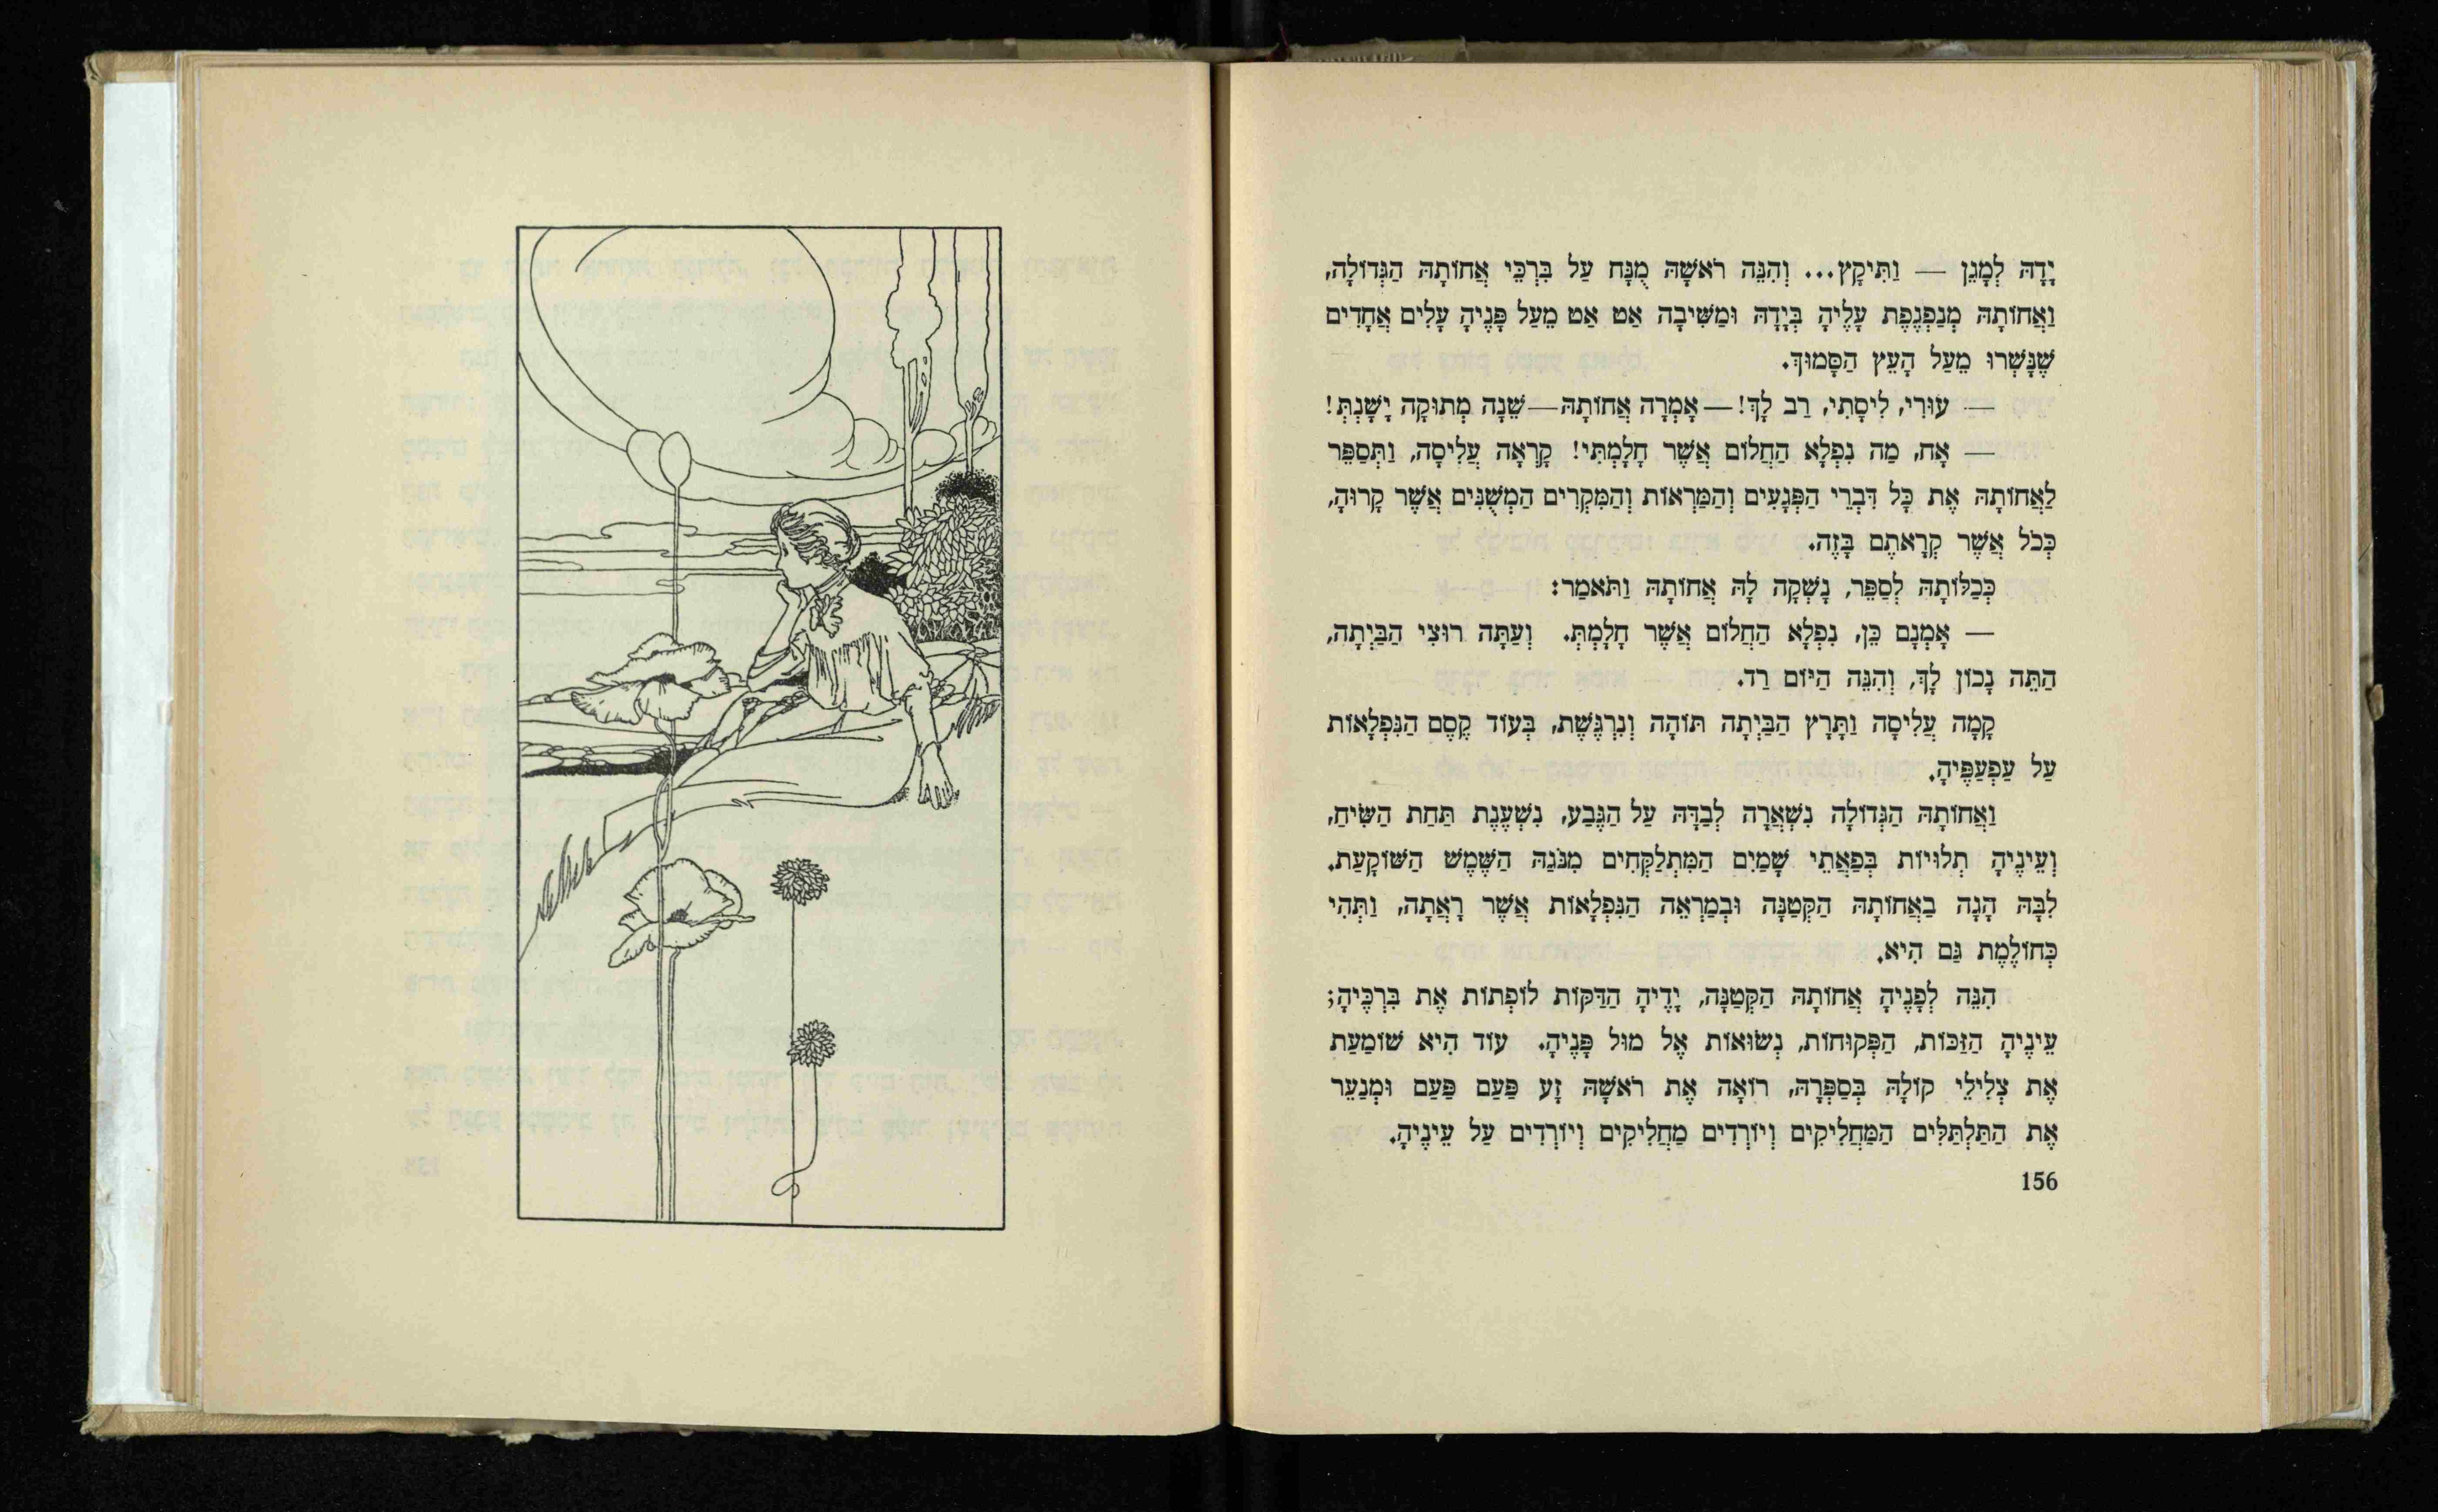 יָדָהּ לְמָגֵן — וַתִּיקָץ... וְהִנֵּה רֹאשָׁהּ מֻנָּח עַל בִּרְכֵּי אֲחוֹתָהּ הַגְּדוֹלָה,
וַאֲחוֹתָהּ מְנַפְנֶפֶת עָלֶיהָ בְּיָדָהּ וּמַשִּׁיבָה אַט אַט מֵעַל פָּנֶיהָ עָלִים אֲחָדִים
שֶׁנָּשְׁרוּ מֵעַל הָעֵץ הַסָּמוּךְ.
— עוּרִי, לִיסָתִי, רַב לָךְ! — אָמְרָה אֲחוֹתָהּ — שֵׁנָה מְתוּקָה יָשָׁנְתְּ!
— אָח, מַה נִפְלָא הַחֲלוֹם אֲשֶׁר חָלָמְתִּי! קָרְאָה עֲלִיסָה, וַתְּסַפֵּר
לַאֲחוֹתָהּ אֶת כָּל דִּבְרֵי הַפְּגָעִים וְהַמַּרְאוֹת וְהַמִּקְרִים הַמְשֻׁנִּים אֲשֶׁר קָרוּהָ,
כְּכֹל אֲשֶׁר קְרָאתֶם בָּזֶה.
כְּכַלּוֹתָהּ לְסַפֵּר, נָשְׁקָה לָהּ אֲחוֹתָהּ וַתֹּאמַר:
— אָמְנָם כֵּן, נִפְלָא הַחֲלוֹם אֲשֶׁר חָלָמְתְּ. וְעַתָּה רוּצִי הַבַּיְתָה,
הַתֵּה נָכוֹן לָךְ, וְהִנֵּה הַיּוֹם רַד.
קָמָה עֲלִיסָה וַתָּרָץ הַבַּיְתָה תּוֹהָה וְנִרְגֶּשֶׁת, בְּעוֹד קֶסֶם הַנִּפְלָאוֹת
עַל עַפְעַפֶּיהָ.
וַאֲחוֹתָהּ הַגְּדוֹלָה נִשְׁאֲרָה לְבַדָּהּ עַל הַגֶּבַע, נִשְׁעֶנֶת תַּחַת הַשִּׂיחַ,
וְעֵינֶיהָ תְלוּיוֹת בְּפַאֲתֵי שָׁמַיִם הַמִּתְלַקְּחִים מִנֹּגַהּ הַשֶּׁמֶשׁ הַשּׁוֹקָעַת.
לִבָּהּ הָגָה בַאֲחוֹתָהּ הַקְּטַנָּה וּבְמַרְאֵה הַנִּפְלָאוֹת אֲשֶׁר רָאֲתָה, וַתְּהִי
כְּחוֹלֶמֶת גַּם הִיא.
הִנֵּה לְפָנֶיהָ אֲחוֹתָהּ הַקְּטַנָּה, יָדֶיהָ הַדַּקּוֹת לוֹפְתוֹת אֶת בִּרְכֶּיהָ;
עֵינֶיהָ הַזַּכּוֹת, הַפְּקוּחוֹת, נְשׂוּאוֹת אֶל מוּל פָּנֶיהָ. עוֹד הִיא שׁוֹמַעַת
אֶת צְלִילֵי קוֹלָהּ בְּסַפְּרָהּ, רוֹאָה אֶת רֹאשָׁהּ זָע פַּעַם פַּעַם וּמְנַעֵר
אֶת הַתַּלְתַּלִּים הַמַּחֲלִיקִים וְיוֹרְדִים מַחֲלִיקִים וְיוֹרְדִים עַל עֵינֶיהָ.
156